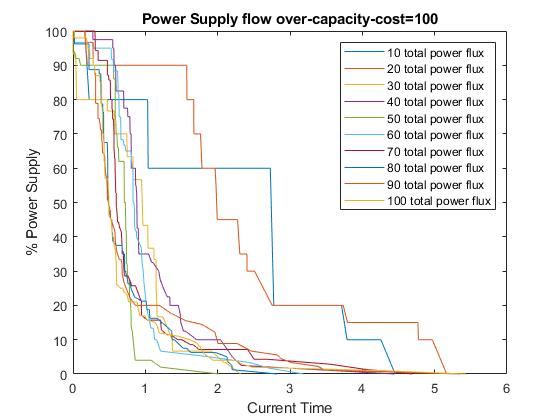 Power Supply flow over-capacity-cost=100
100
90
80
70
60
50
40
30
20
10
0
% Power Supply
10 total power flux
20 total power flux
30 total power flux
40 total power flux
50 total power flux
60 total power flux
70 total power flux
80 total power flux
90 total power flux
100 total power flux
0 1 2 3 4 5 6
Current Time